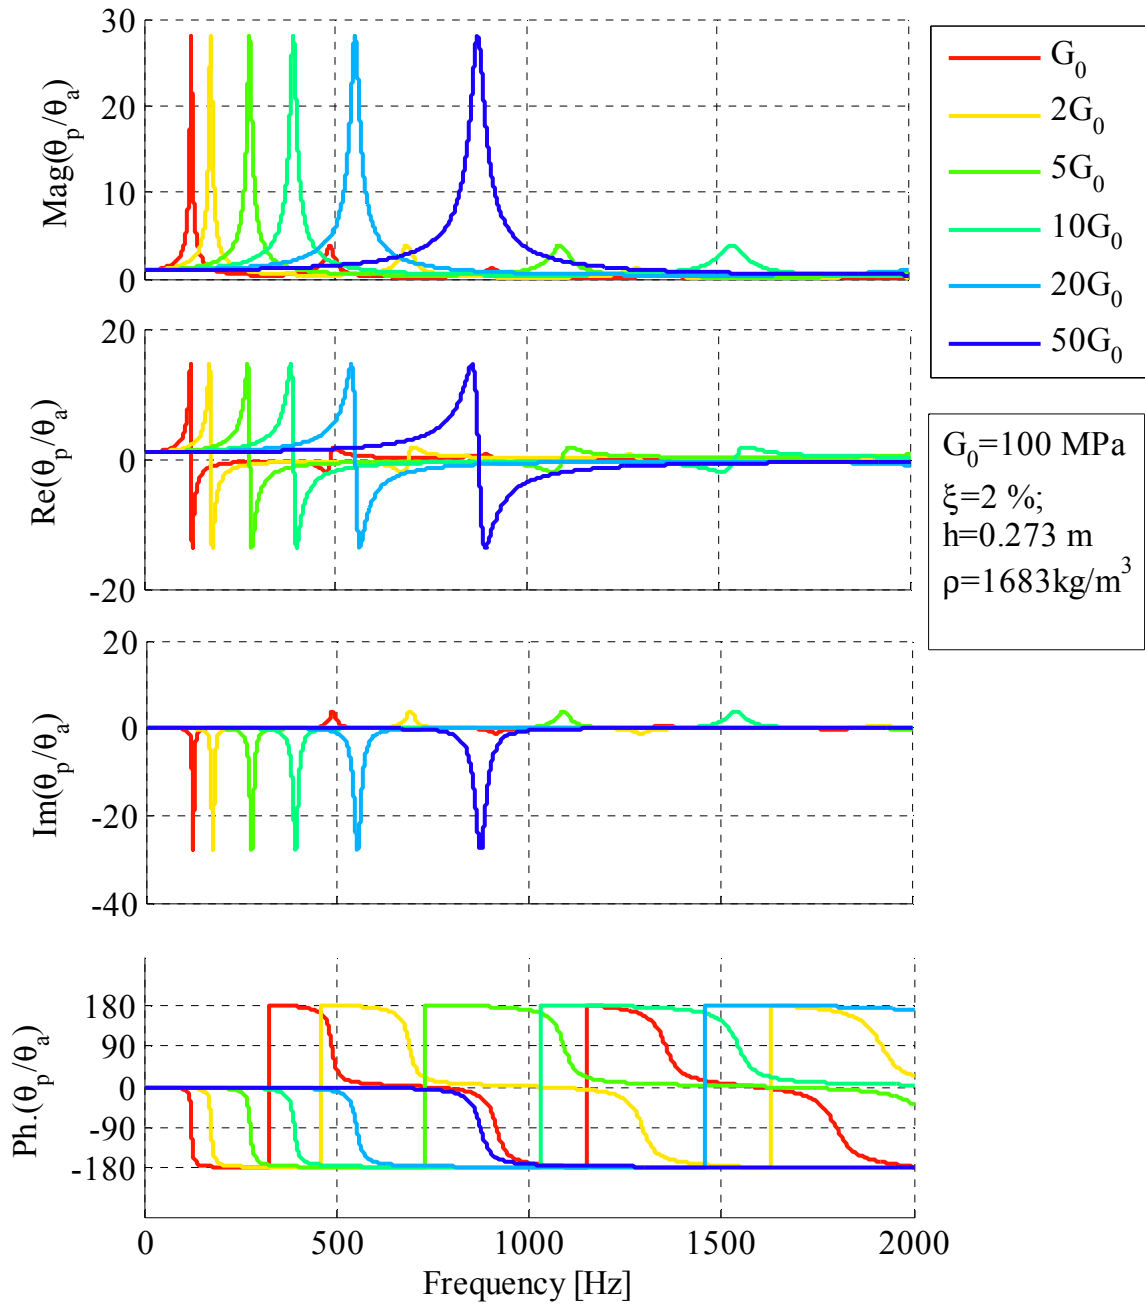 30
20
10
0
Mag(θp/θa)
20
0
-20
Re(θp/θa)
20
0
-20
-40
Im(θp/θa)
180
90
0
-90
-180
Ph.(θp/θa)
0 500 1000 1500 2000
Frequency [Hz]
G0
2G0
5G0
10G0
20G0
50G0
G0=100 MPa
ξ=2 %;
h=0.273 m
ρ=1683kg/m3